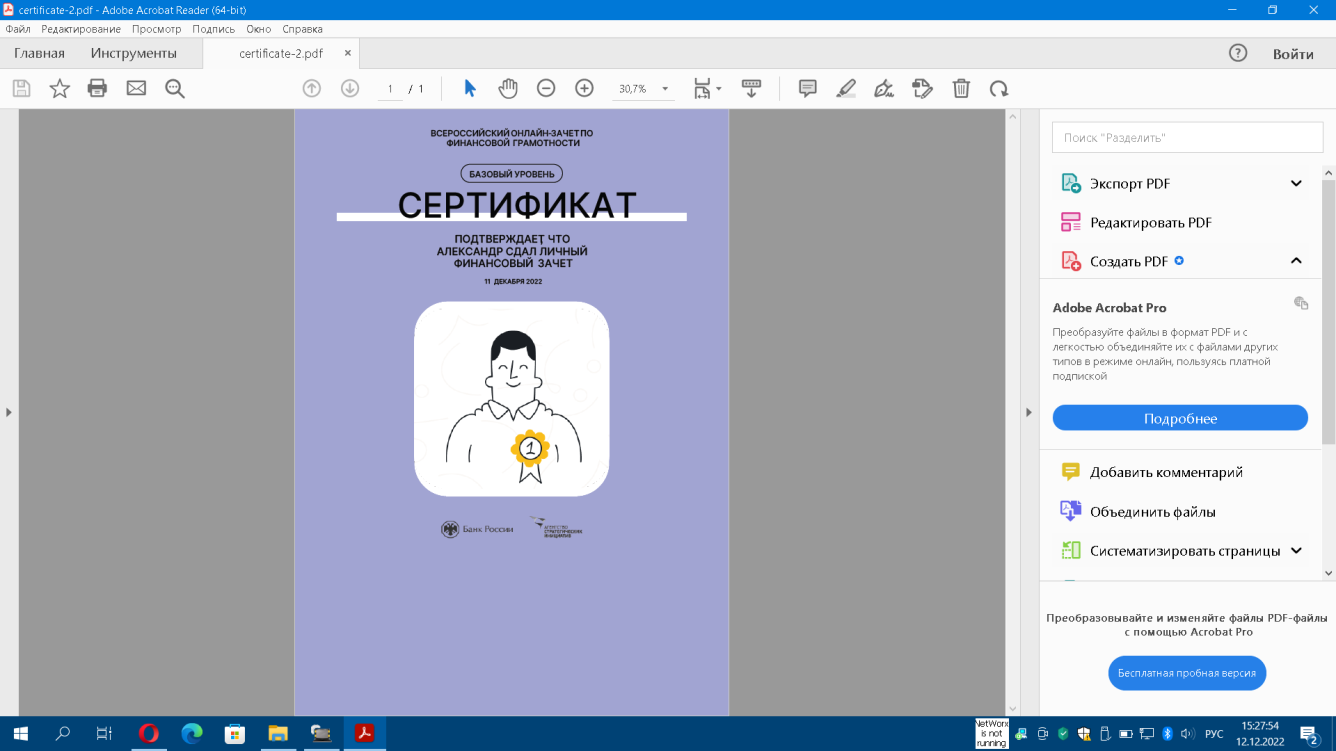 certificate-2.pdf - Adobe Acrobat Reader (64-bit)
Файл Редактирование Просмотр Подпись Окно Справка
Главная Инструменты certificate-2.pdf × ? Войти
1 / 1 30,7%
ВСЕРОССИЙСКИЙ ОНЛАЙН-ЗАЧЕТ ПО
ФИНАНСОВОЙ ГРАМОТНОСТИ
БАЗОВЫЙ УРОВЕНЬ
СЕРТИФИКАТ
ПОДТВЕРЖДАЕТ, ЧТО
АЛЕКСАНДР СДАЛ ЛИЧНЫЙ
ФИНАНСОВЫЙ ЗАЧЕТ
11 ДЕКАБРЯ 2022
1
Банк России
АГЕНТСТВО
СТРАТЕГИЧЕСКИХ
ИНИЦИАТИВ
Поиск "Разделить"
Экспорт PDF
Редактировать PDF
Создать PDF
Adobe Acrobat Pro
Преобразуйте файлы в формат PDF и с
легкостью объединяйте их с файлами других
типов в режиме онлайн, пользуясь платной
подпиской
Подробнее
Добавить комментарий
Объединить файлы
Систематизировать страницы
Преобразовывайте и изменяйте файлы PDF-файлы
с помощью Acrobat Pro
Бесплатная пробная версия
NetWorx
is not
running
РУС
15:27:54
12.12.2022
2